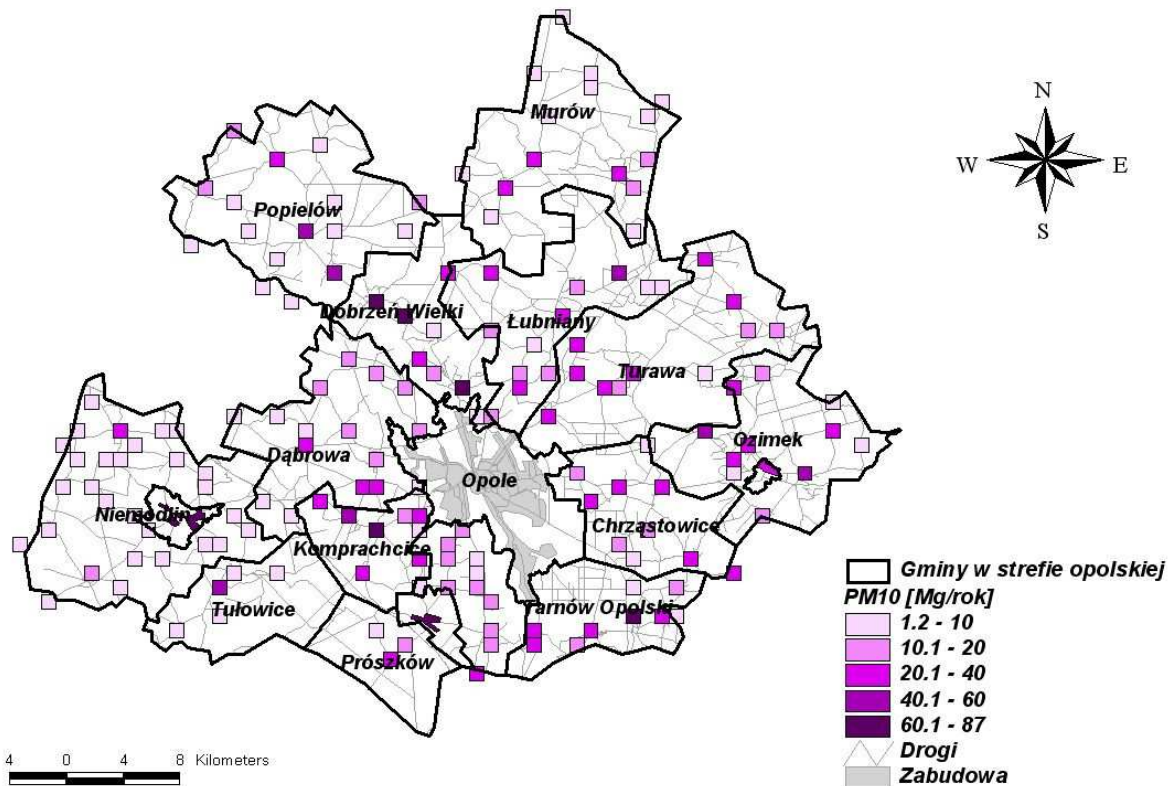 N
Murów
W
E
S
Popielów
Dobrzeń Wielki
Łubniany
Turawa
Ozimek
Dąbrowa
Opole
Niemodlin
Chrząstowice
Komprachcice
Gminy w strefie opolskiej
PM10 [Mg/rok]
Tułowice
Tarnów Opolski
1.2 - 10
10.1 - 20
Prószków
20.1 - 40
40.1 - 60
60.1 - 87
4 0 4 8 Kilometers
Drogi
Zabudowa